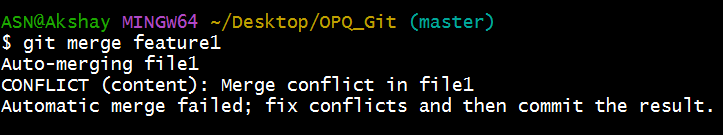 ASN@Akshay MINGW64 ~/Desktop/OPQ_Git (master)
$ git merge feature1
Auto-merging file1
CONFLICT (content): Merge conflict in file1
Automatic merge failed; fix conflicts and then commit the result.